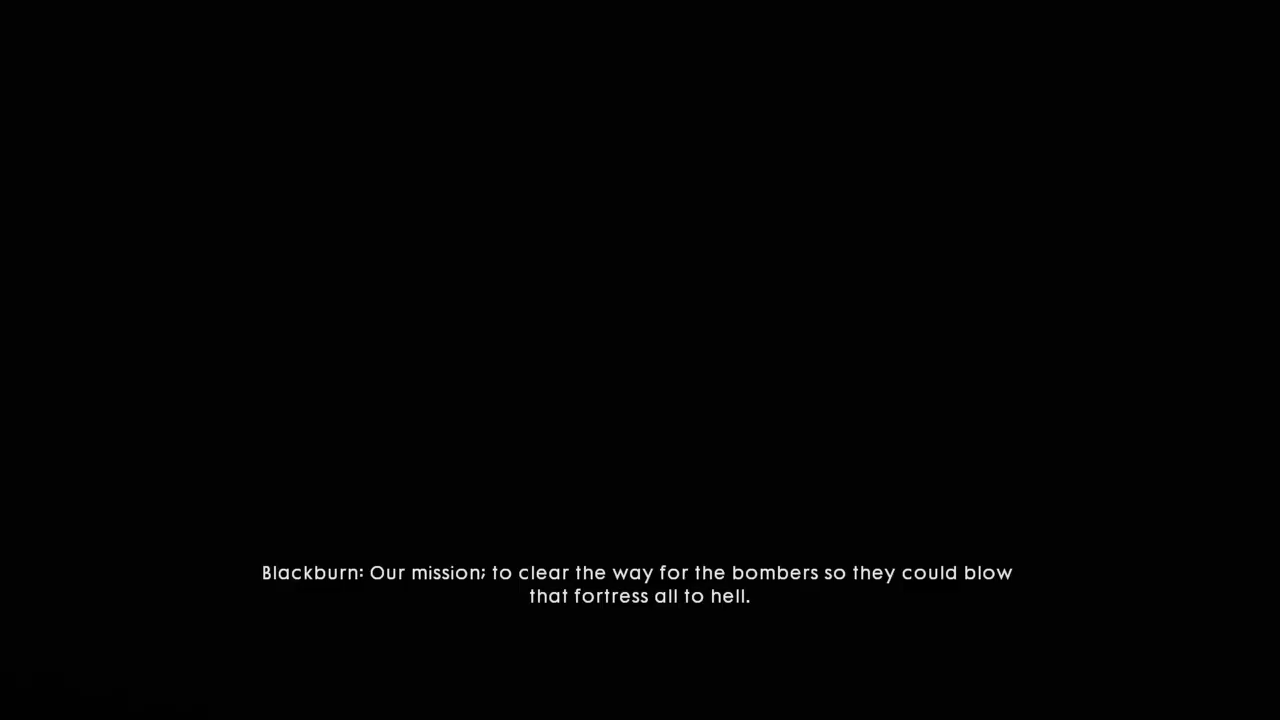 Blackburn: Our mission; to clear the way for the bombers so they could blow
that fortress all to hell.